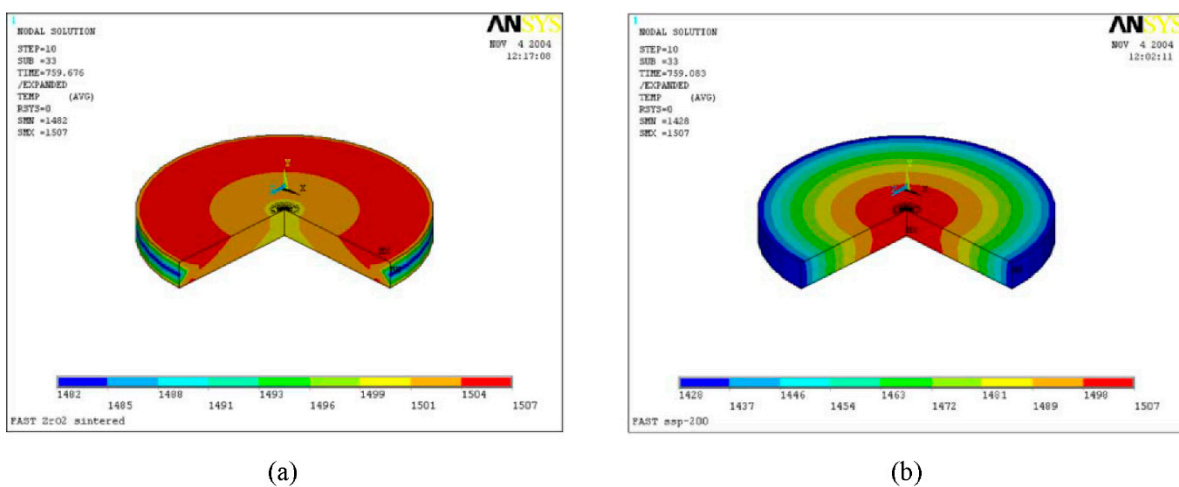 1
NODAL SOLUTION
STEP=10
SUB =33
TIME=759.676
/EXPANDED
TEMP (AVG)
RSYS=0
SMN =1482
SMX =1507
ANSYS
NOV 4 2004
12:17:08
Y
X
MX
1482 1488 1493 1499 1504
1485 1491 1496 1501 1507
FAST ZrO2 sintered
(a)
1
NODAL SOLUTION
STEP=10
SUB =33
TIME=759.083
/EXPANDED
TEMP (AVG)
RSYS=0
SMN =1428
SMX =1507
ANSYS
NOV 4 2004
12:02:11
Y
X
MX
1428 1446 1463 1481 1498
1437 1454 1472 1489 1507
FAST ssp-200
(b)